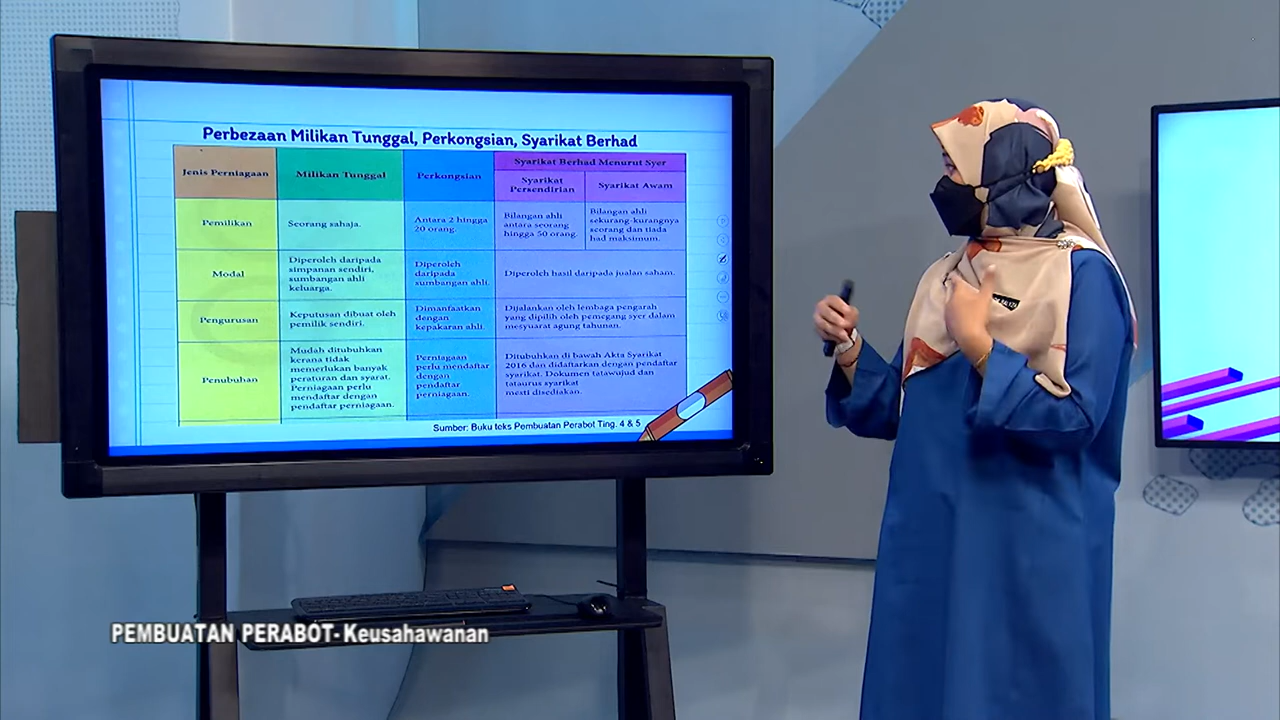 Perbezaan Milikan Tunggal, Perkongsian, Syarikat Berhad
Jenis Perniagaan
Milikan Tunggal
Perkongsian
Syarikat Berhad Menurut Syer
Syarikat
Persendirian
Syarikat Awam
Pemilikan
Seorang sahaja.
Antara 2 hingga
20 orang.
Bilangan ahli
antara seorang
hingga 50 orang.
Bilangan ahli
sekurang-kurangnya
seorang dan tiada
had maksimum.
Modal
Diperoleh daripada
simpanan sendiri,
sumbangan ahli
keluarga.
Diperoleh
daripada
sumbangan ahli.
Diperoleh hasil daripada jualan saham.
Pengurusan
Keputusan dibuat oleh
pemilik sendiri.
Dimanfaatkan
dengan
kepakaran ahli.
Dijalankan oleh lembaga pengarah
yang dipilih oleh pemegang syer dalam
mesyuarat agung tahunan.
Penubuhan
Mudah ditubuhkan
kerana tidak
memerlukan banyak
peraturan dan syarat.
Perniagaan perlu
mendaftar dengan
pendaftar perniagaan.
Perniagaan
perlu mendaftar
dengan
pendaftar
perniagaan.
Ditubuhkan di bawah Akta Syarikat
2016 dan didaftarkan dengan pendaftar
syarikat. Dokumen tatawujud dan
tataurus syarikat
mesti disediakan.
Sumber: Buku teks Pembuatan Perabot Ting. 4 & 5
PEMBUATAN PERABOT- Keusahawanan